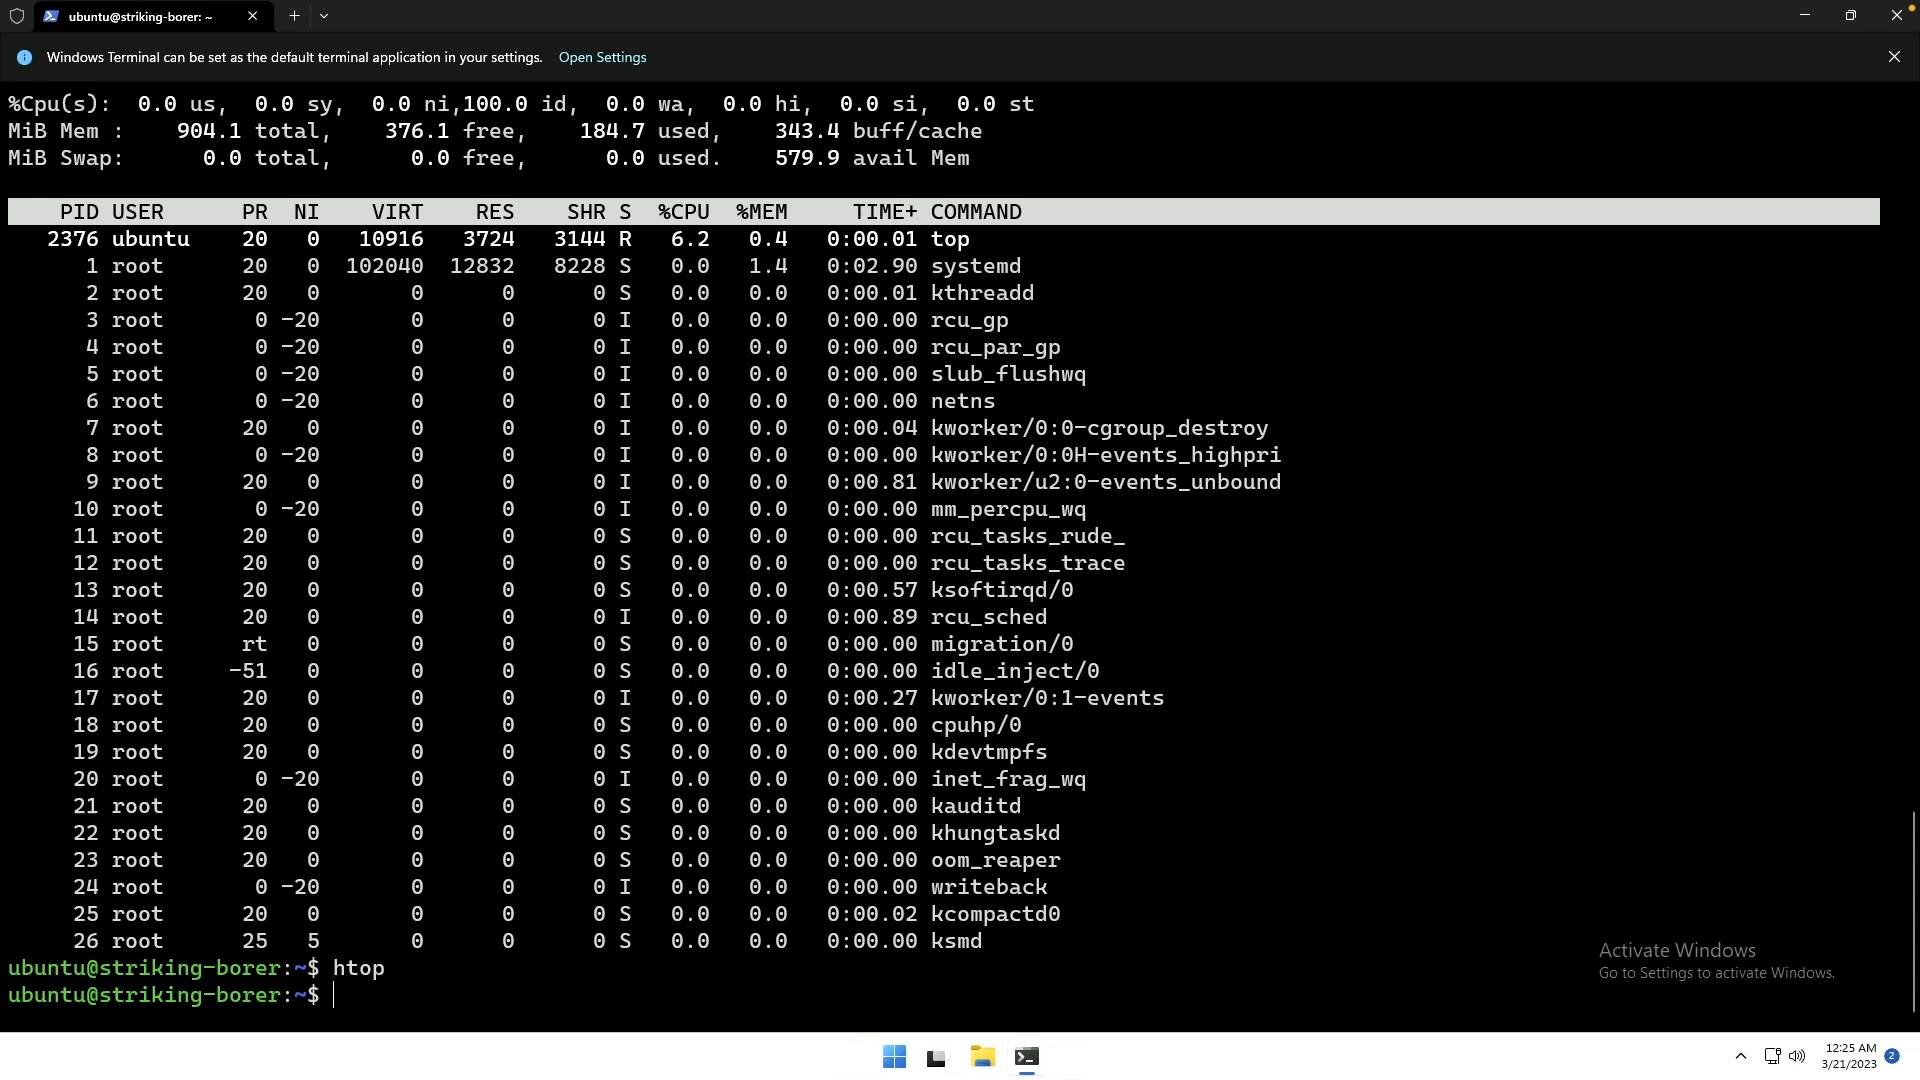 ubuntu@striking-borer: ~
Windows Terminal can be set as the default terminal application in your settings. Open Settings
%Cpu(s):  0.0 us,  0.0 sy,  0.0 ni,100.0 id,  0.0 wa,  0.0 hi,  0.0 si,  0.0 st
MiB Mem :    904.1 total,    376.1 free,    184.7 used,    343.4 buff/cache
MiB Swap:      0.0 total,      0.0 free,      0.0 used.    579.9 avail Mem
PID USER      PR  NI    VIRT    RES    SHR S  %CPU  %MEM     TIME+ COMMAND
2376 ubuntu    20   0   10916   3724   3144 R   6.2   0.4   0:00.01 top
1 root      20   0  102040  12832   8228 S   0.0   1.4   0:02.90 systemd
2 root      20   0       0      0      0 S   0.0   0.0   0:00.01 kthreadd
3 root       0 -20       0      0      0 I   0.0   0.0   0:00.00 rcu_gp
4 root       0 -20       0      0      0 I   0.0   0.0   0:00.00 rcu_par_gp
5 root       0 -20       0      0      0 I   0.0   0.0   0:00.00 slub_flushwq
6 root       0 -20       0      0      0 I   0.0   0.0   0:00.00 netns
7 root      20   0       0      0      0 I   0.0   0.0   0:00.04 kworker/0:0-cgroup_destroy
8 root       0 -20       0      0      0 I   0.0   0.0   0:00.00 kworker/0:0H-events_highpri
9 root      20   0       0      0      0 I   0.0   0.0   0:00.81 kworker/u2:0-events_unbound
10 root       0 -20       0      0      0 I   0.0   0.0   0:00.00 mm_percpu_wq
11 root      20   0       0      0      0 S   0.0   0.0   0:00.00 rcu_tasks_rude_
12 root      20   0       0      0      0 S   0.0   0.0   0:00.00 rcu_tasks_trace
13 root      20   0       0      0      0 S   0.0   0.0   0:00.57 ksoftirqd/0
14 root      20   0       0      0      0 I   0.0   0.0   0:00.89 rcu_sched
15 root      rt   0       0      0      0 S   0.0   0.0   0:00.00 migration/0
16 root     -51   0       0      0      0 S   0.0   0.0   0:00.00 idle_inject/0
17 root      20   0       0      0      0 I   0.0   0.0   0:00.27 kworker/0:1-events
18 root      20   0       0      0      0 S   0.0   0.0   0:00.00 cpuhp/0
19 root      20   0       0      0      0 S   0.0   0.0   0:00.00 kdevtmpfs
20 root       0 -20       0      0      0 I   0.0   0.0   0:00.00 inet_frag_wq
21 root      20   0       0      0      0 S   0.0   0.0   0:00.00 kauditd
22 root      20   0       0      0      0 S   0.0   0.0   0:00.00 khungtaskd
23 root      20   0       0      0      0 S   0.0   0.0   0:00.00 oom_reaper
24 root       0 -20       0      0      0 I   0.0   0.0   0:00.00 writeback
25 root      20   0       0      0      0 S   0.0   0.0   0:00.02 kcompactd0
26 root      25   5       0      0      0 S   0.0   0.0   0:00.00 ksmd
ubuntu@striking-borer:~$ htop
ubuntu@striking-borer:~$
Activate Windows
Go to Settings to activate Windows.
12:25 AM
3/21/2023
2